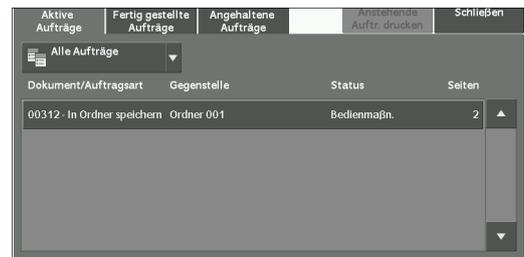 Aktive
Aufträge
Fertig gestellte
Aufträge
Angehaltene
Aufträge
Anstehende
Auftr. drucken
Schließen
Alle Aufträge
Dokument/Auftragsart Gegenstelle Status Seiten
00312 - In Ordner speichern Ordner 001 Bedienmaßn. 2